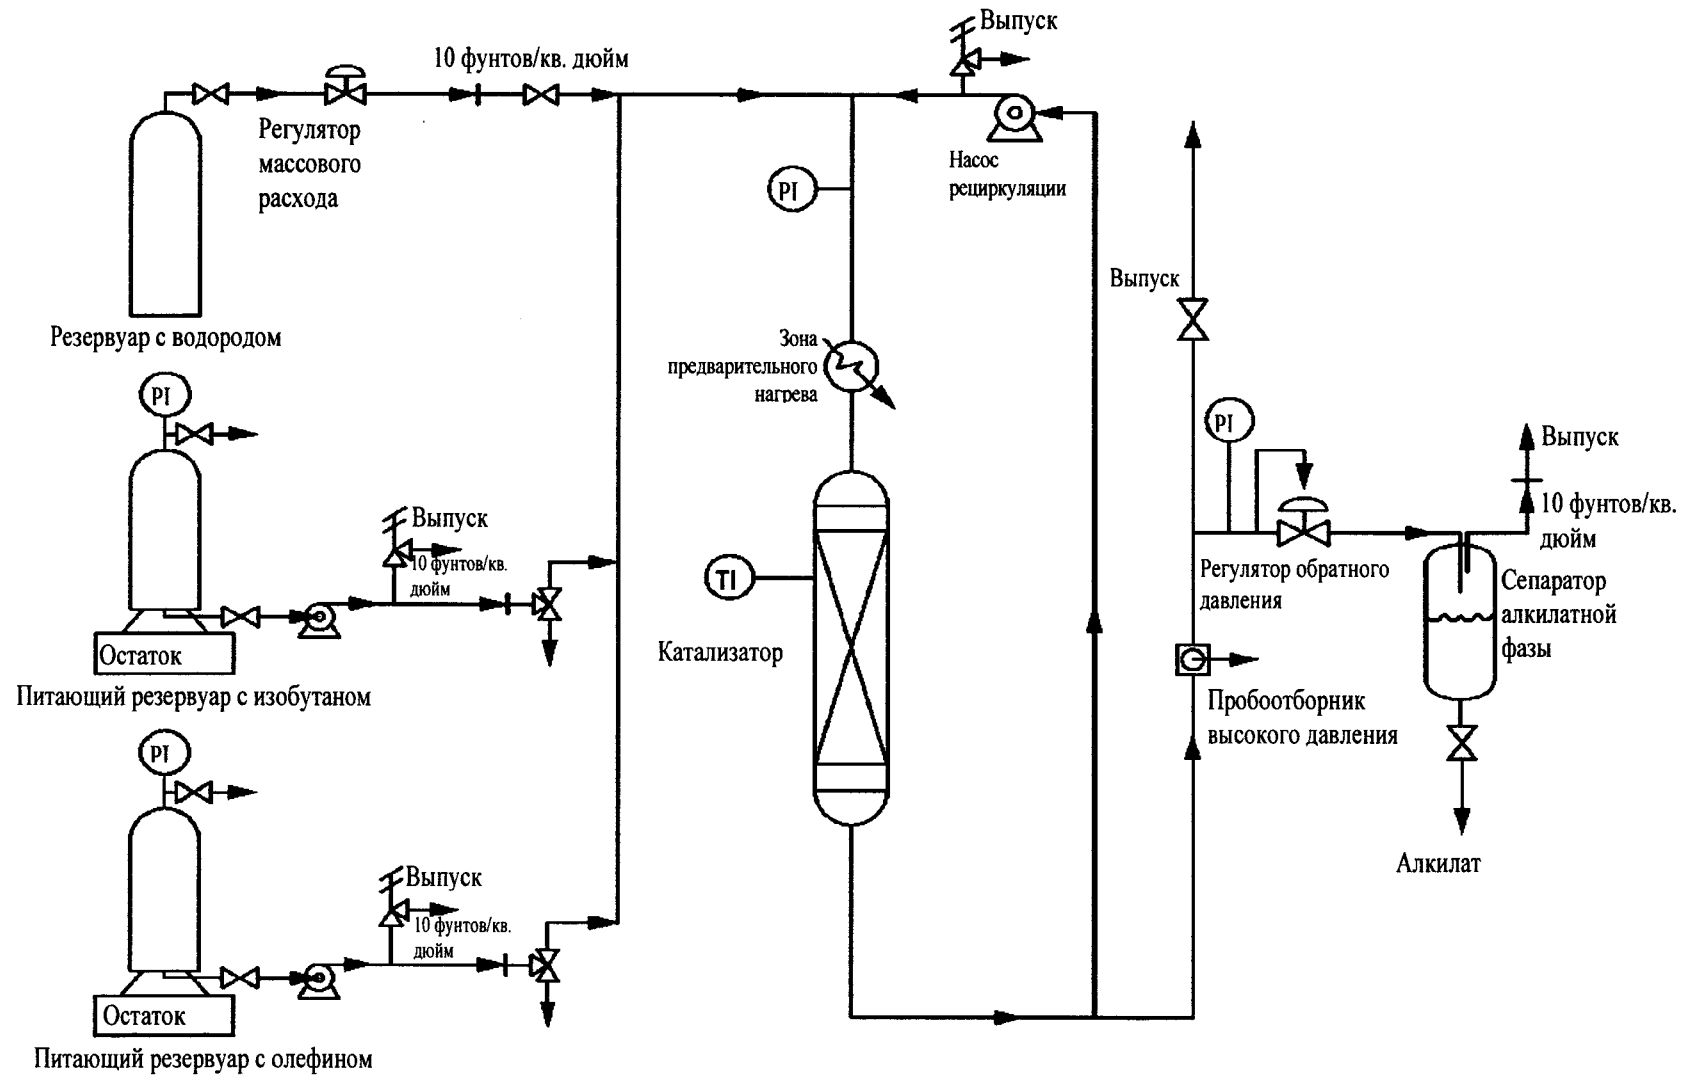 Выпуск
10 фунтов/кв. дюйм
Регулятор
массового
расхода
Насос
рециркуляции
PI
Резервуар с водородом
Выпуск
Зона
предварительного
нагрева
PI
PI
Выпуск
10 фунтов/кв.
дюйм
Выпуск
10 фунтов/кв.
дюйм
TI
Регулятор обратного
давления
Сепаратор
алкилатной
фазы
Остаток
Катализатор
Питающий резервуар с изобутаном
Пробоотборник
высокого давления
PI
Алкилат
Выпуск
10 фунтов/кв.
дюйм
Остаток
Питающий резервуар с олефином